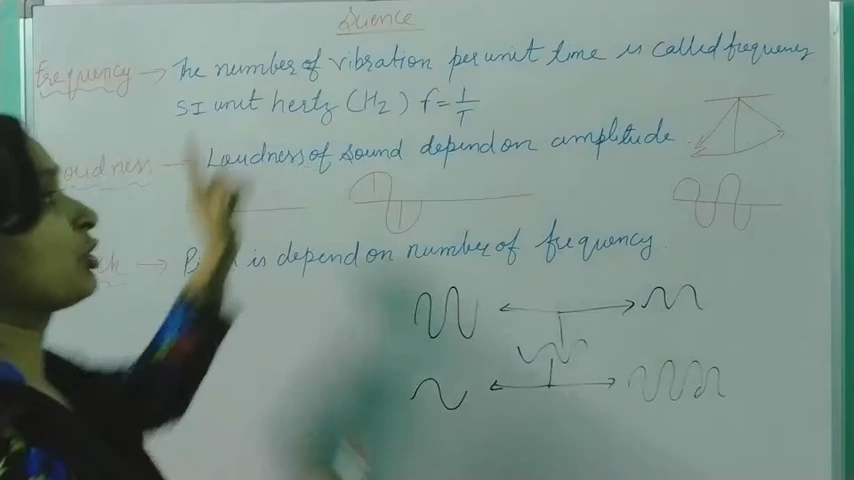 Science
Frequency → The number of vibration per unit time is called frequency
SI unit hertz (Hz) f = 1/T
Loudness → Loudness of sound depend on amplitude
→ is depend on number of frequency